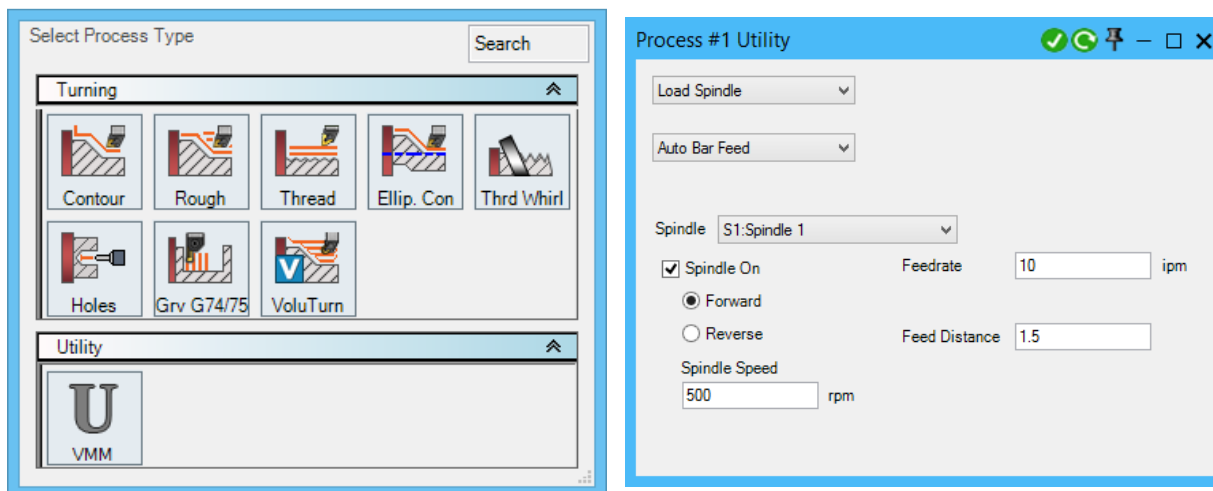 Select Process Type
Search
Turning
Contour
Rough
Thread
Ellip. Con
Thrd Whirl
Holes
Grv G74/75
VoluTurn
V
Utility
U
VMM
Process #1 Utility
Load Spindle
Auto Bar Feed
Spindle S1:Spindle 1
Spindle On
Feedrate 10 ipm
Forward
Reverse
Feed Distance 1.5
Spindle Speed
500 rpm